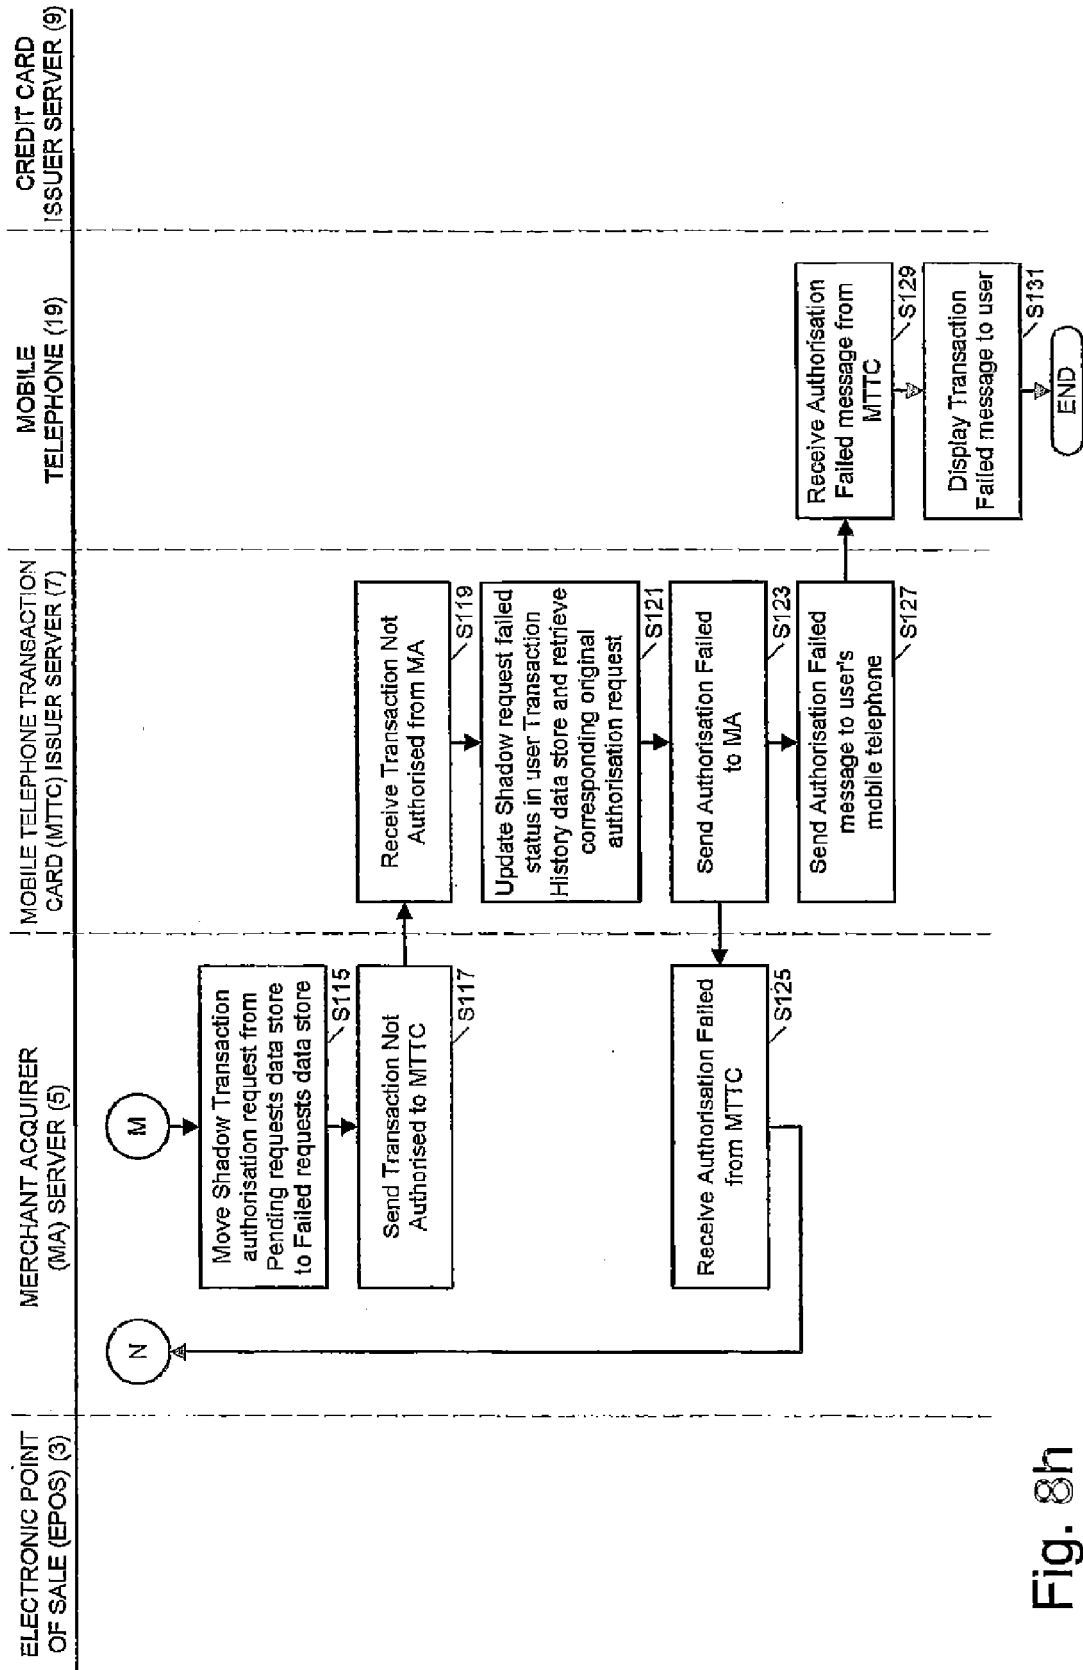 ELECTRONIC POINT
OF SALE (EPOS) (3)
MERCHANT ACQUIRER
(MA) SERVER (5)
MOBILE TELEPHONE TRANSACTION
CARD (MTTC) ISSUER SERVER (7)
MOBILE
TELEPHONE (19)
CREDIT CARD
ISSUER SERVER (9)
N
M
Move Shadow Transaction
authorisation request from
Pending requests data store
to Failed requests data store
S115
Send Transaction Not
Authorised to MTTC
S117
Receive Transaction Not
Authorised from MA
S119
Update Shadow request failed
status in user Transaction
History data store and retrieve
corresponding original
authorisation request
S121
Send Authorisation Failed
to MA
S123
Receive Authorisation Failed
from MTTC
S125
Send Authorisation Failed
message to user's
mobile telephone
S127
Receive Authorisation
Failed message from
MTTC
S129
Display Transaction
Failed message to user
S131
END
Fig. 8h